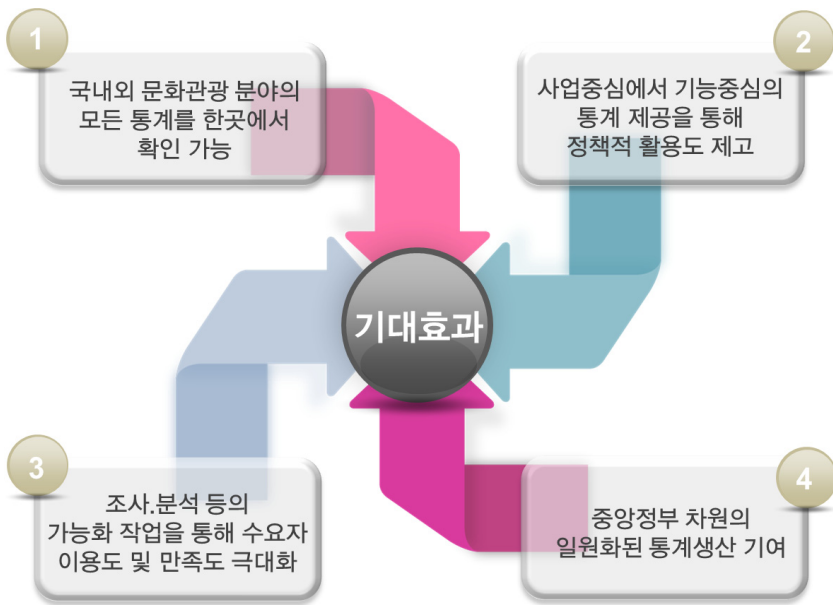 1
국내외 문화관광 분야의
모든 통계를 한곳에서
확인 가능
2
사업중심에서 기능중심의
통계 제공을 통해
정책적 활용도 제고
기대효과
3
조사.분석 등의
가능화 작업을 통해 수요자
이용도 및 만족도 극대화
4
중앙정부 차원의
일원화된 통계생산 기여